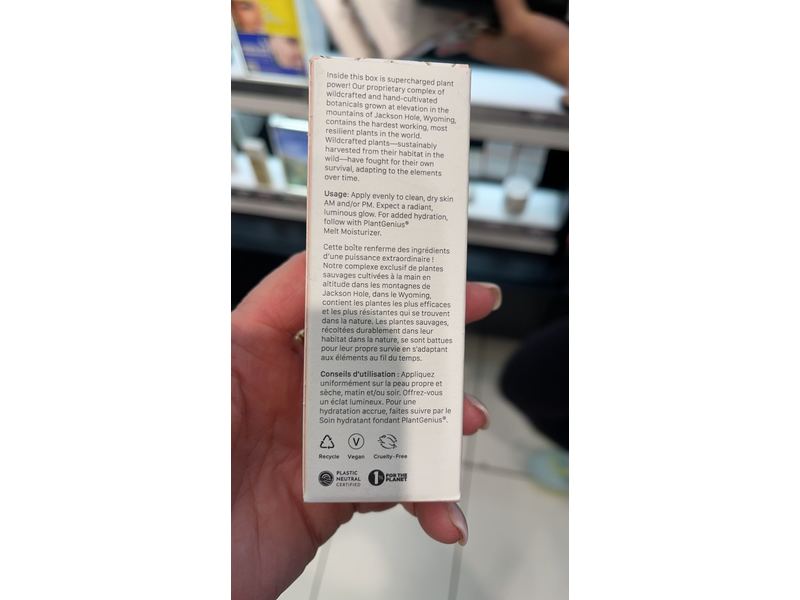 Inside this box is supercharged plant
power! Our proprietary complex of
wildcrafted and hand-cultivated
botanicals grown at elevation in the
mountains of Jackson Hole, Wyoming,
contains the hardest working, most
resilient plants in the world.
Wildcrafted plants—sustainably
harvested from their habitat in the
wild—have fought for their own
survival, adapting to the elements
over time.
Usage: Apply evenly to clean, dry skin
AM and/or PM. Expect a radiant,
luminous glow. For added hydration,
follow with PlantGenius®
Melt Moisturizer.
Cette boîte renferme des ingrédients
d'une puissance extraordinaire !
Notre complexe exclusif de plantes
sauvages cultivées à la main en
altitude dans les montagnes de
Jackson Hole, dans le Wyoming,
contient les plantes les plus efficaces
et les plus résistantes qui se trouvent
dans la nature. Les plantes sauvages,
récoltées durablement dans leur
habitat dans la nature, se sont battues
pour leur propre survie en s'adaptant
aux éléments au fil du temps.
Conseils d'utilisation : Appliquez
uniformément sur la peau propre et
sèche, matin et/ou soir. Offrez-vous
un éclat lumineux. Pour une
hydratation accrue, faites suivre par le
Soin hydratant fondant PlantGenius®.
V
Recycle Vegan Cruelty-Free
PLASTIC
NEUTRAL
CERTIFIED
1% FOR THE
PLANET